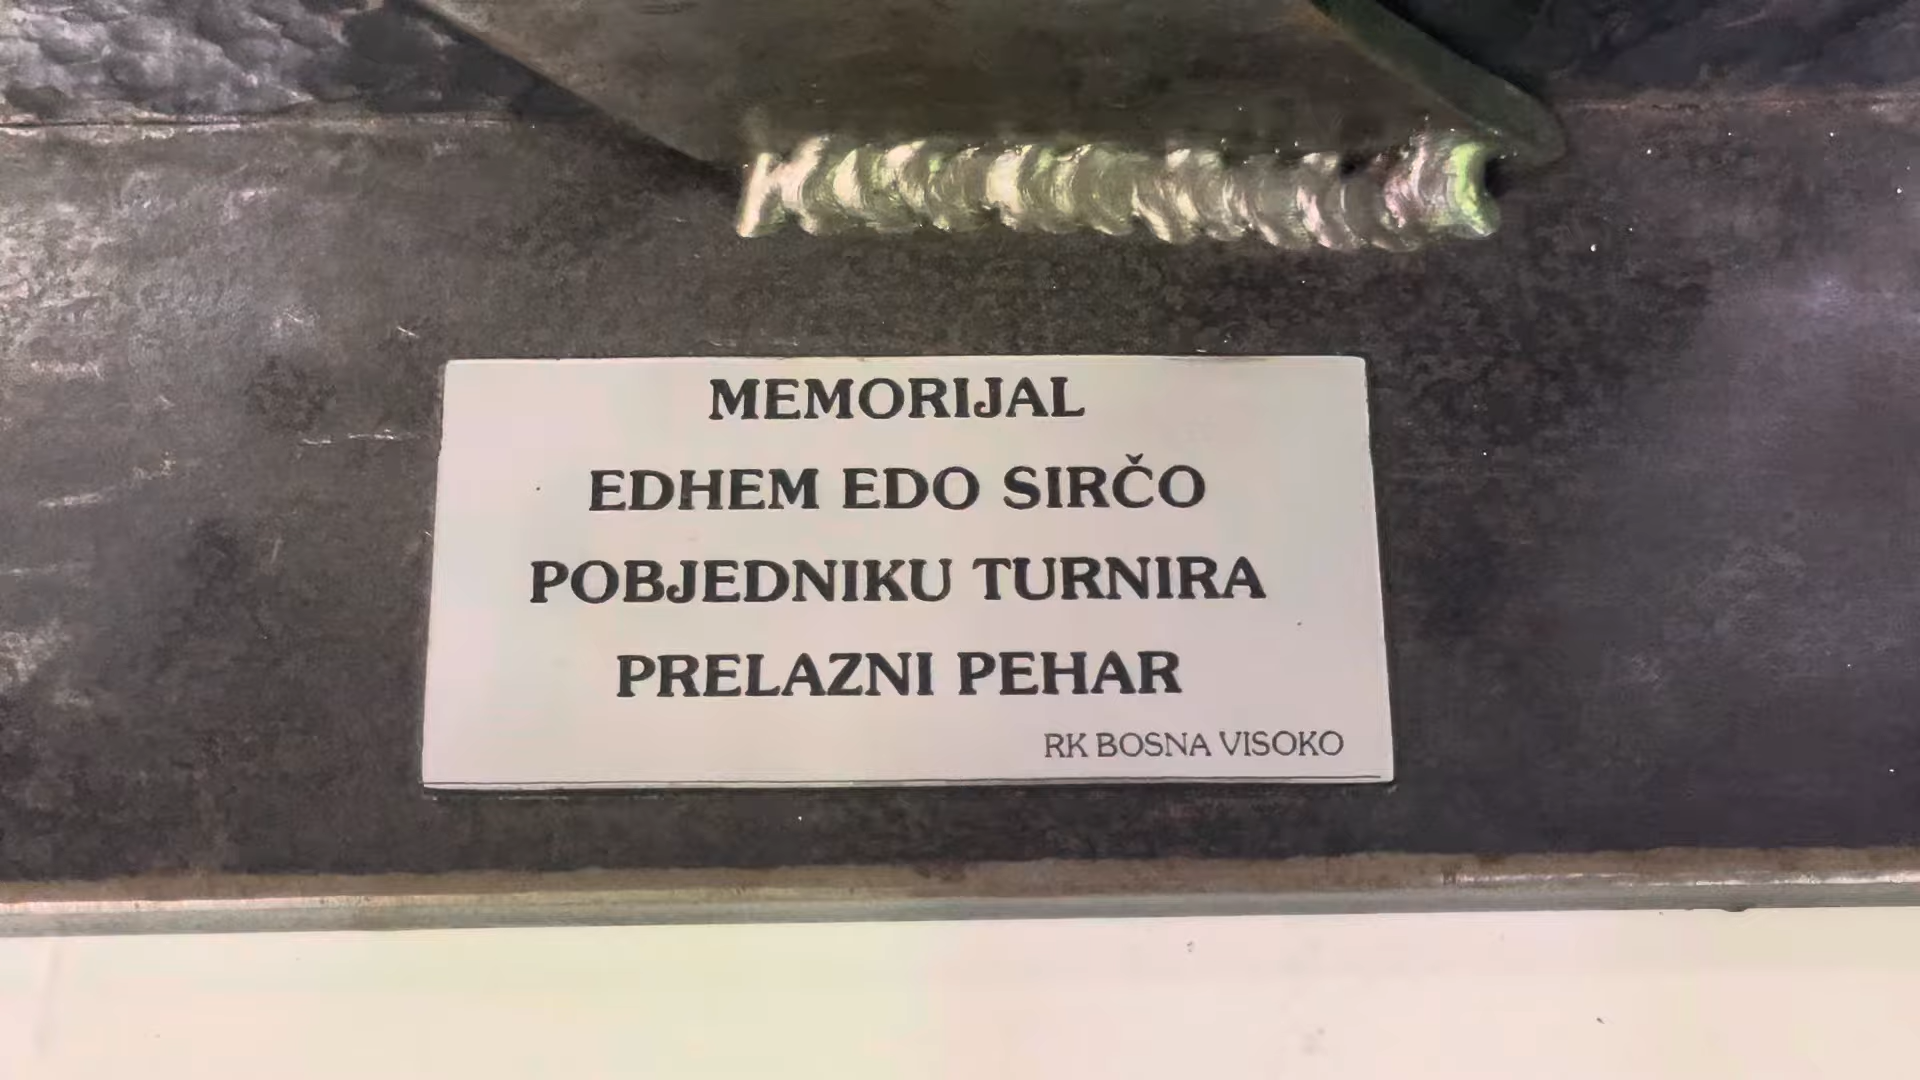 MEMORIJAL
EDHEM EDO SIRČO
POBJEDNIKU TURNIRA
PRELAZNI PEHAR
RK BOSNA VISOKO